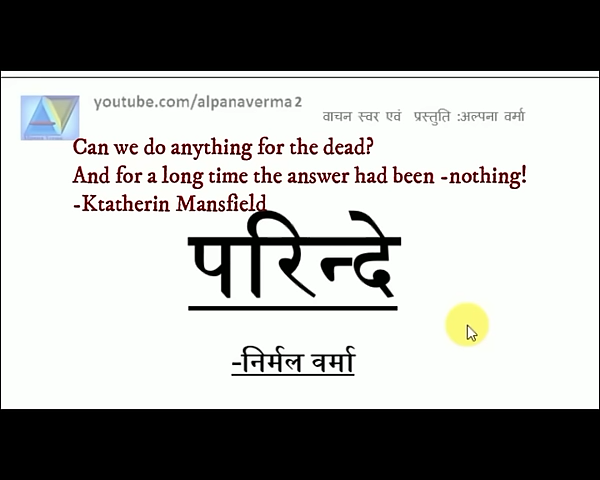 youtube.com/alpanaverma2
वाचन स्वर एवं प्रस्तुति :अल्पना वर्मा
Can we do anything for the dead?
And for a long time the answer had been -nothing!
-Ktatherin Mansfield
परिन्दे
-निर्मल वर्मा